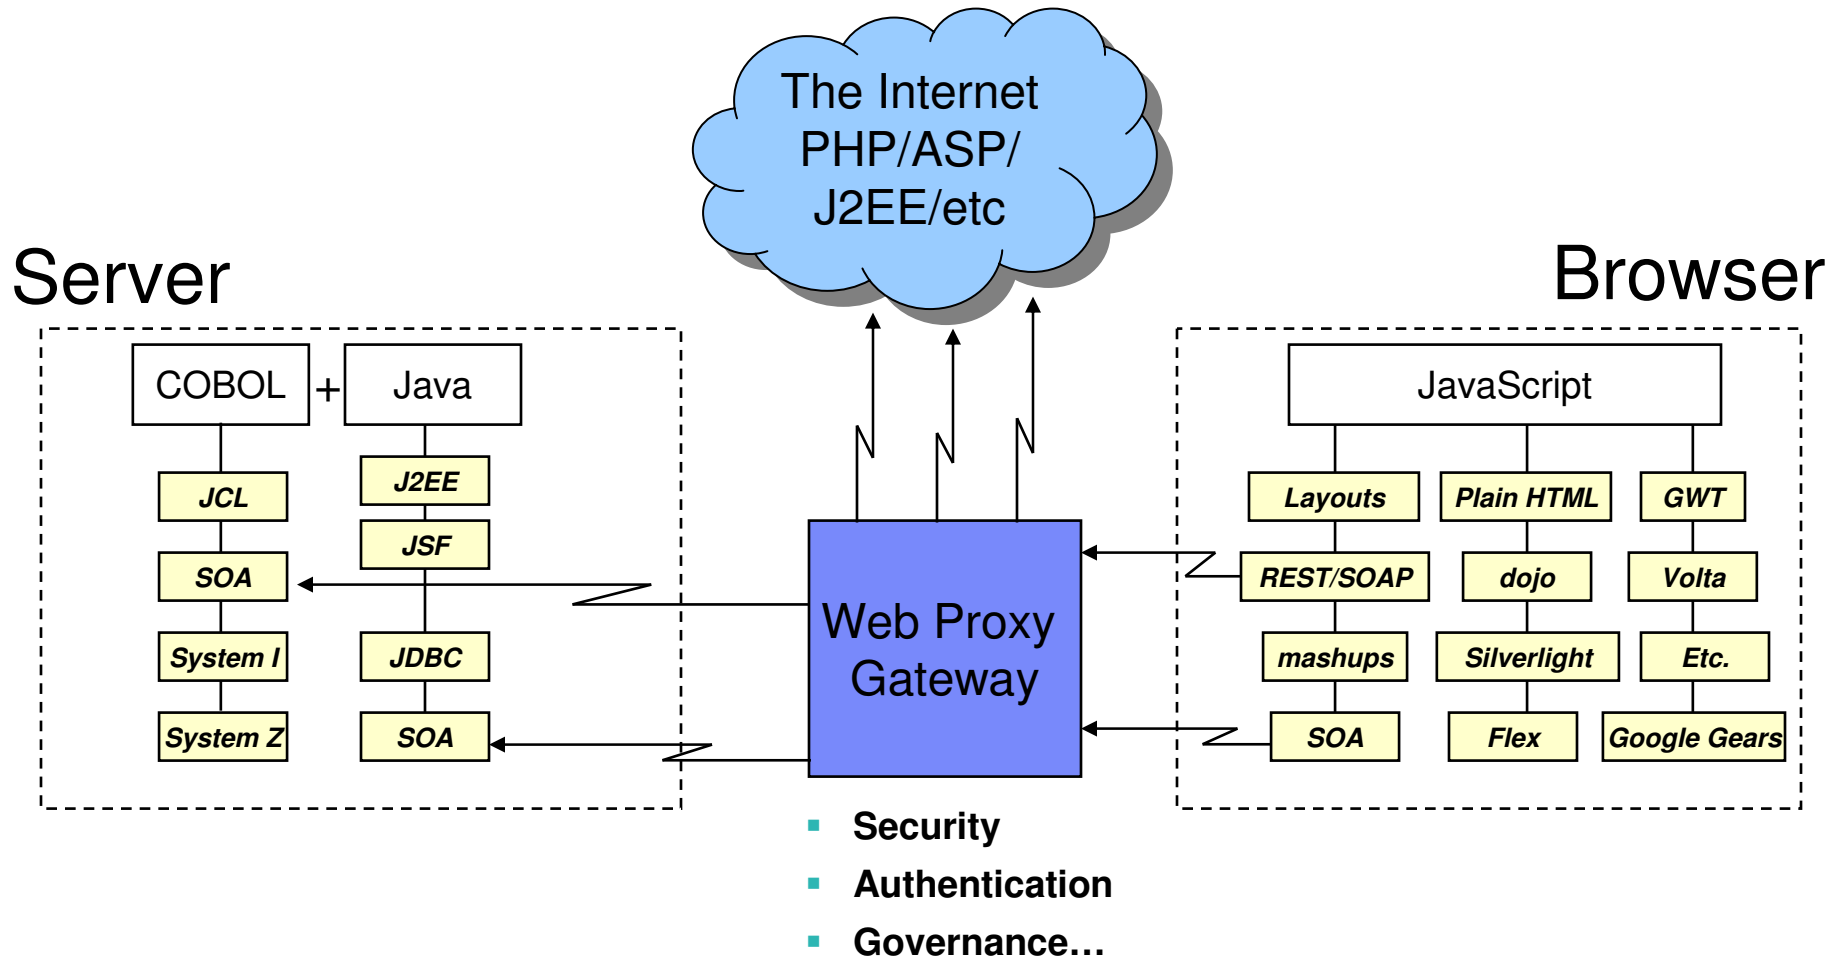 The Internet
PHP/ASP/
J2EE/etc
Server
Browser
COBOL + Java
JavaScript
JCL
SOA
System I
System Z
J2EE
JSF
JDBC
SOA
Web Proxy
Gateway
Layouts
REST/SOAP
mashups
SOA
Plain HTML
dojo
Silverlight
Flex
GWT
Volta
Etc.
Google Gears
▪ Security
▪ Authentication
▪ Governance…